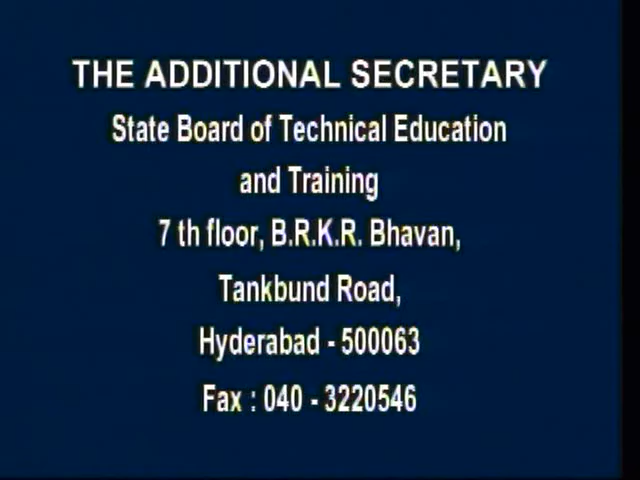 THE ADDITIONAL SECRETARY
State Board of Technical Education
and Training
7 th floor, B.R.K.R. Bhavan,
Tankbund Road,
Hyderabad - 500063
Fax : 040 - 3220546